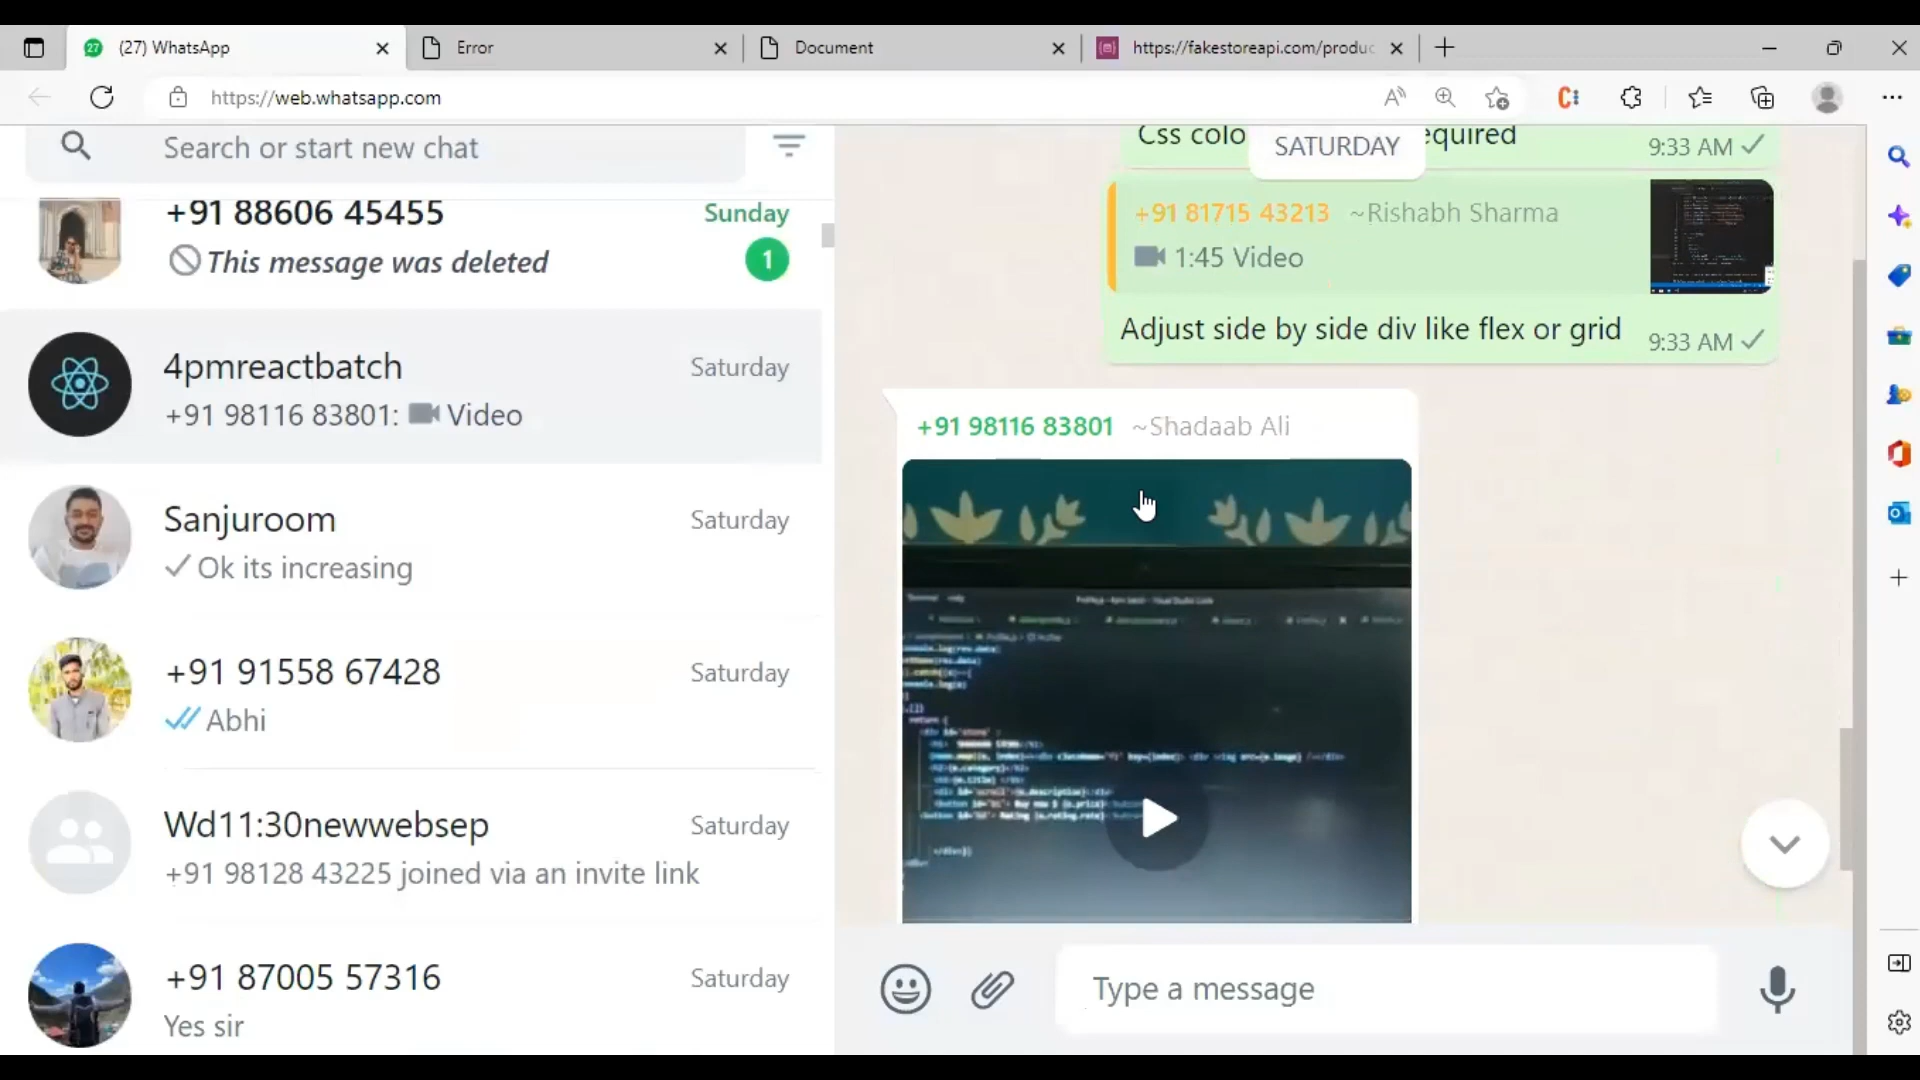 (27) WhatsApp
Error
Document
https://fakestoreapi.com/produc
https://web.whatsapp.com
Search or start new chat
+91 88606 45455
Sunday
This message was deleted
1
4pmreactbatch
Saturday
+91 98116 83801: Video
Sanjuroom
Saturday
Ok its increasing
+91 91558 67428
Saturday
Abhi
Wd11:30newwebsep
Saturday
+91 98128 43225 joined via an invite link
+91 87005 57316
Saturday
Yes sir
Css colo
SATURDAY
equired
9:33 AM
+91 81715 43213 ~Rishabh Sharma
1:45 Video
Adjust side by side div like flex or grid
9:33 AM
+91 98116 83801 ~Shadaab Ali
Type a message